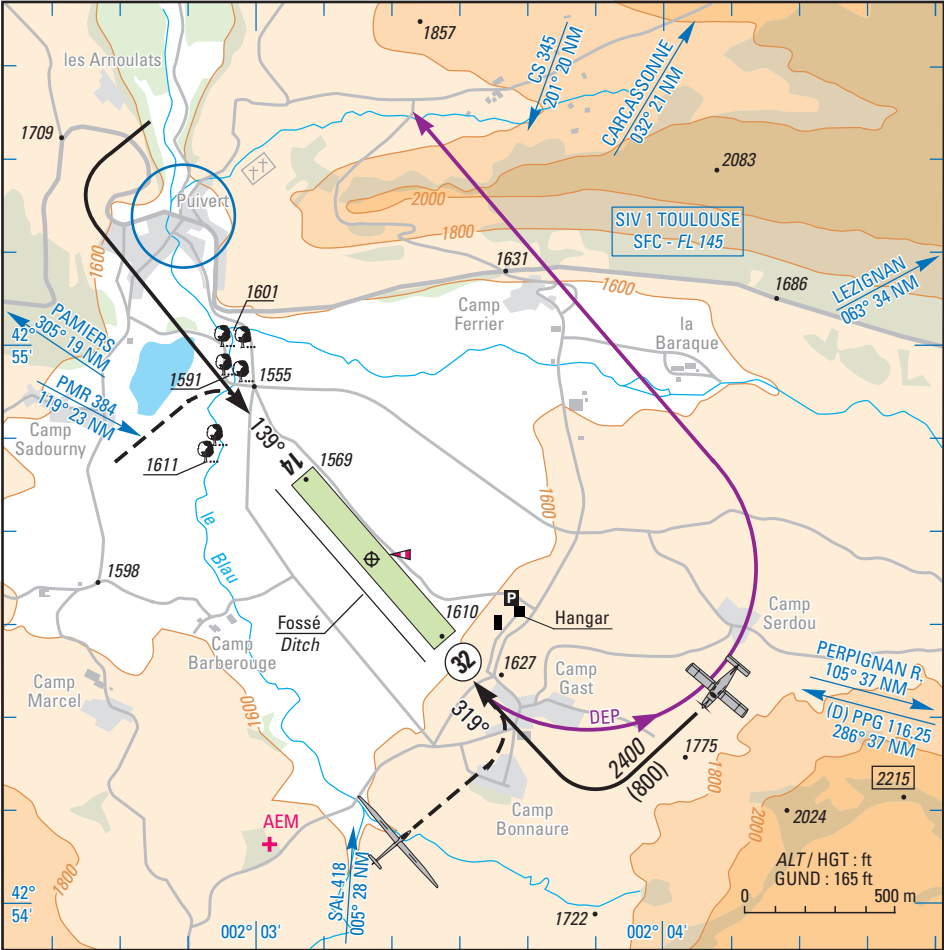 1857
les Arnoulats
CS 345
201° 20 NM
CARCASSONNE
032° 21 NM
1709
2083
Puivert
2000
SIV 1 TOULOUSE
SFC - FL 145
1800
1600
1631
1600
1686
LEZIGNAN
063° 34 NM
1601
Camp
Ferrier
la
Baraque
PAMIERS
305° 19 NM
42°
55'
1591
1555
PMR 384
119° 23 NM
Camp
Sadourny
139°
14
1611
1569
1600
le
Blau
1598
P
Fossé
Ditch
1610
Hangar
Camp
Serdou
Camp
Barberouge
32
1627
Camp
Gast
PERPIGNAN R.
105° 37 NM
Camp
Marcel
1600
319°
DEP
(D) PPG 116.25
286° 37 NM
2400
(800)
1775
1800
2215
Camp
Bonnaure
2024
2000
AEM
ALT / HGT : ft
GUND : 165 ft
1800
SAL 418
005° 28 NM
0
500 m
42°
54'
1722
002° 03'
002° 04'